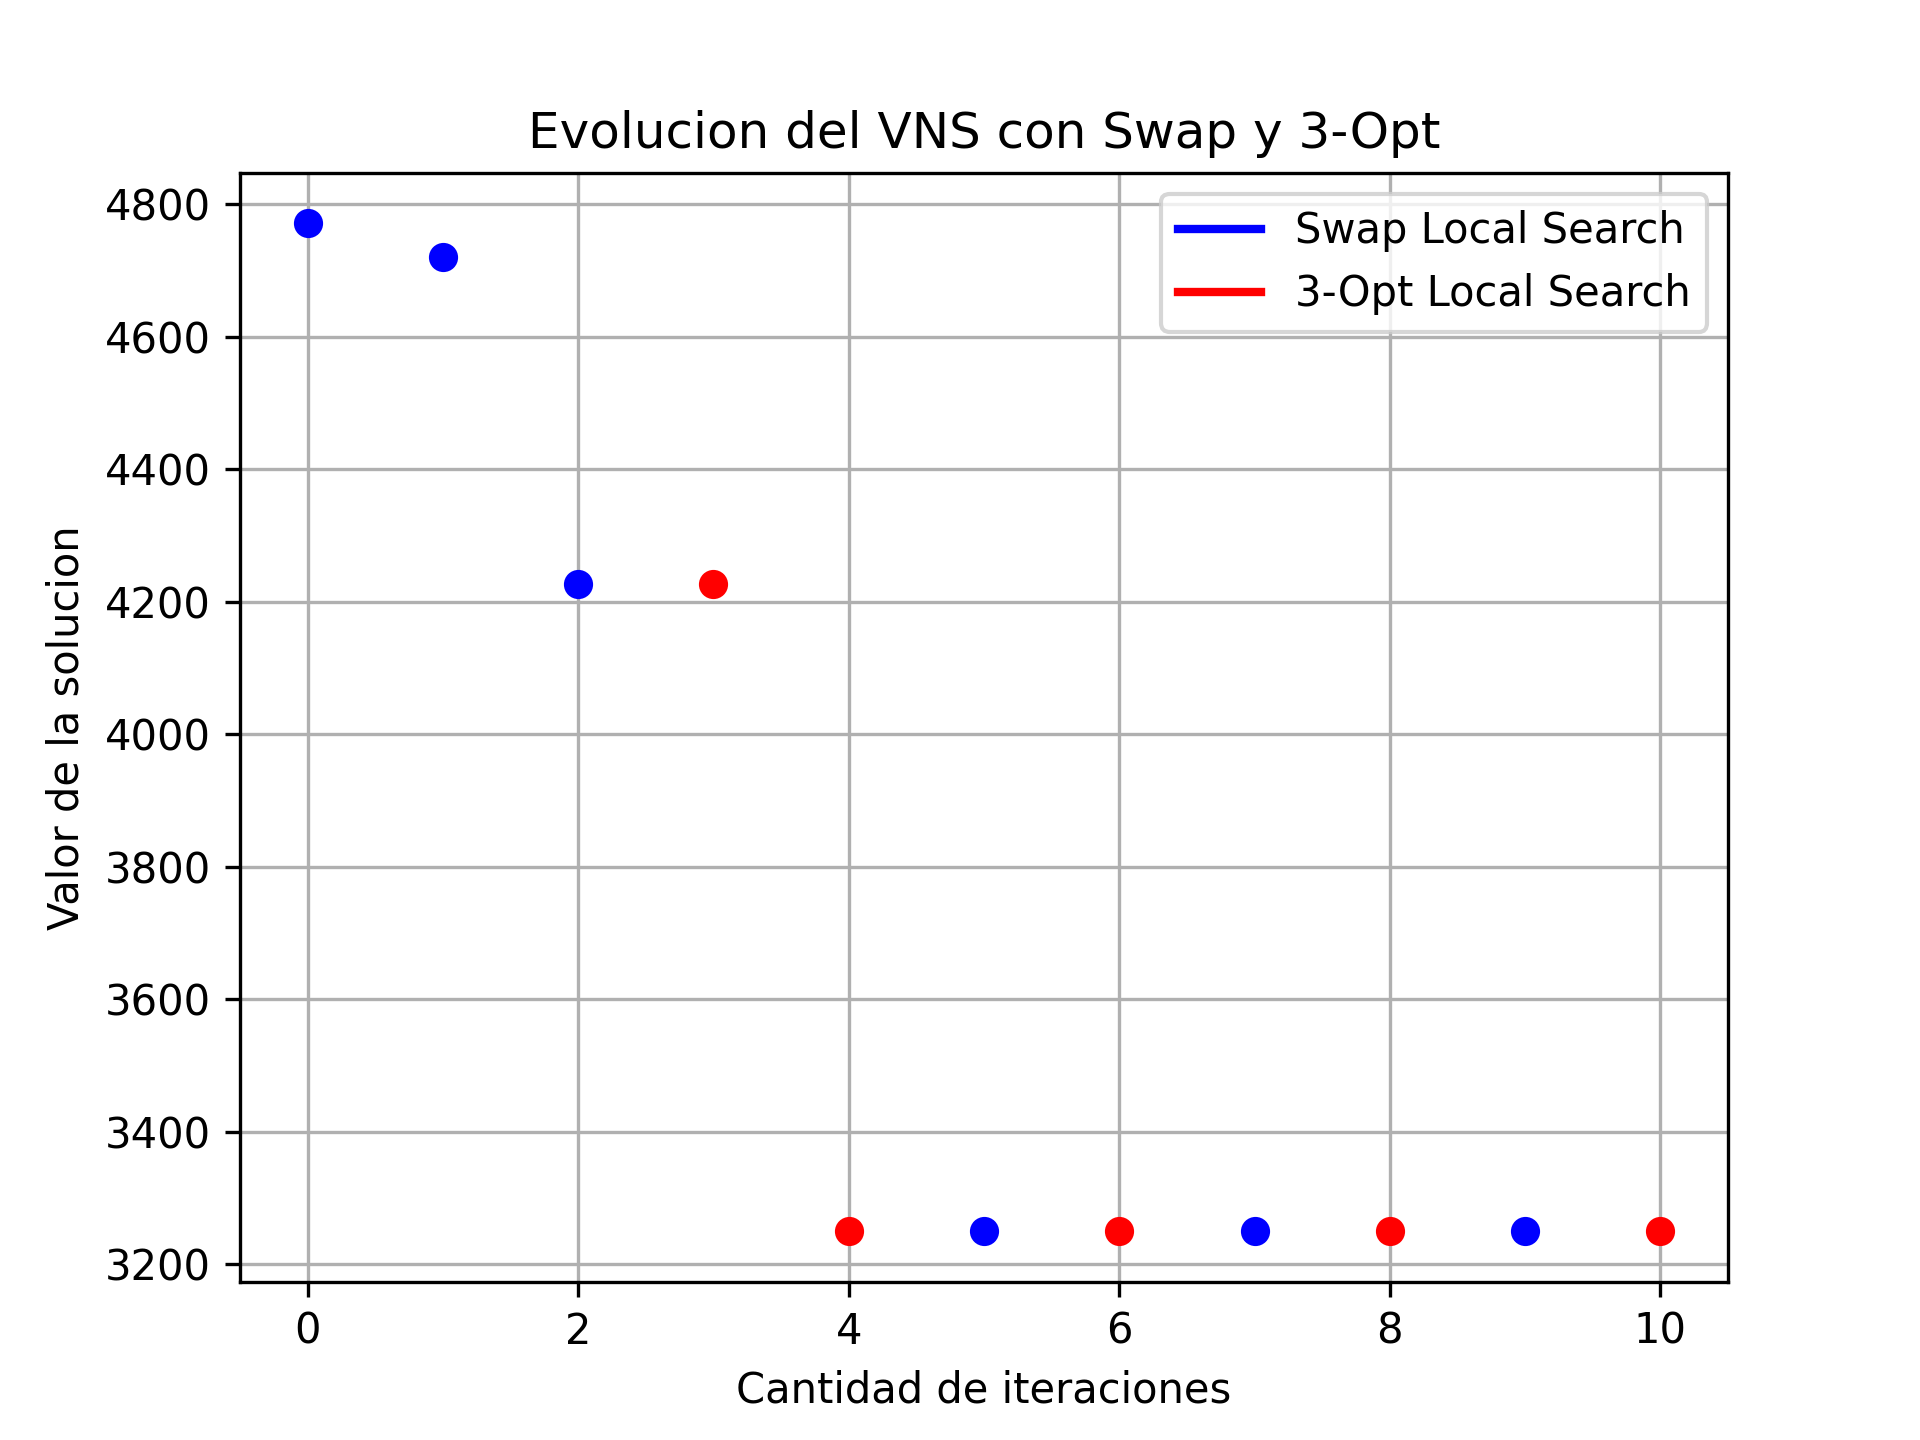 Evolucion del VNS con Swap y 3-Opt
Swap Local Search
3-Opt Local Search
4800
4600
4400
4200
4000
3800
3600
3400
3200
Valor de la solucion
0 2 4 6 8 10
Cantidad de iteraciones